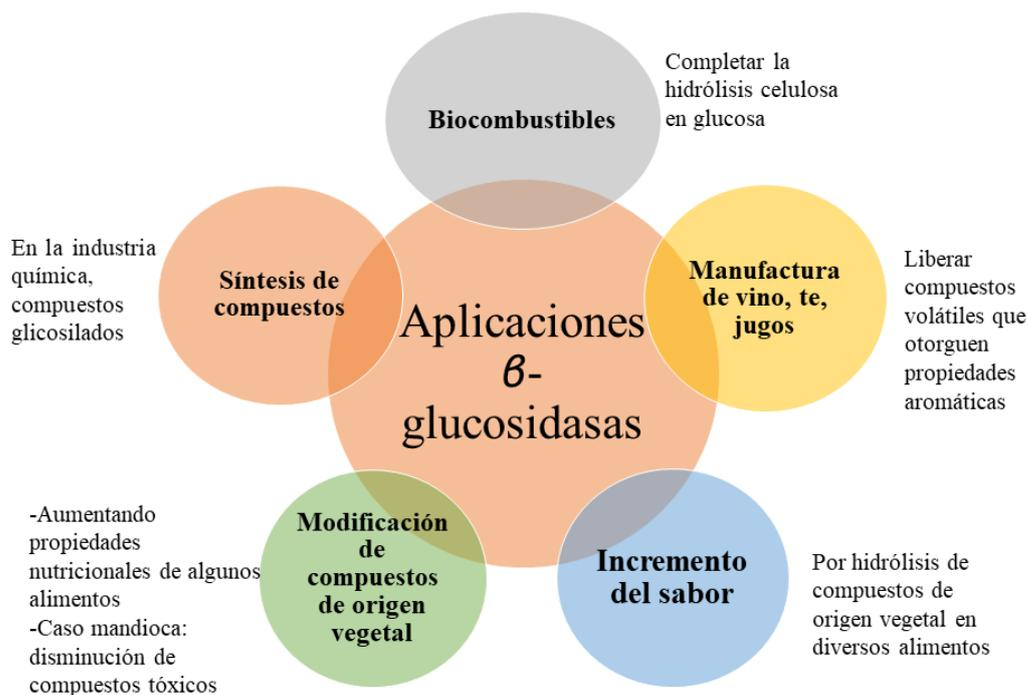 Biocombustibles
Completar la
hidrólisis celulosa
en glucosa
En la industria
química,
compuestos
glicosilados
Síntesis de
compuestos
Manufactura
de vino, te,
jugos
Liberar
compuestos
volátiles que
otorguen
propiedades
aromáticas
Aplicaciones
β-
glucosidasas
-Aumentando
propiedades
nutricionales de algunos
alimentos
-Caso mandioca:
disminución de
compuestos tóxicos
Modificación
de
compuestos
de origen
vegetal
Incremento
del sabor
Por hidrólisis de
compuestos de
origen vegetal en
diversos alimentos